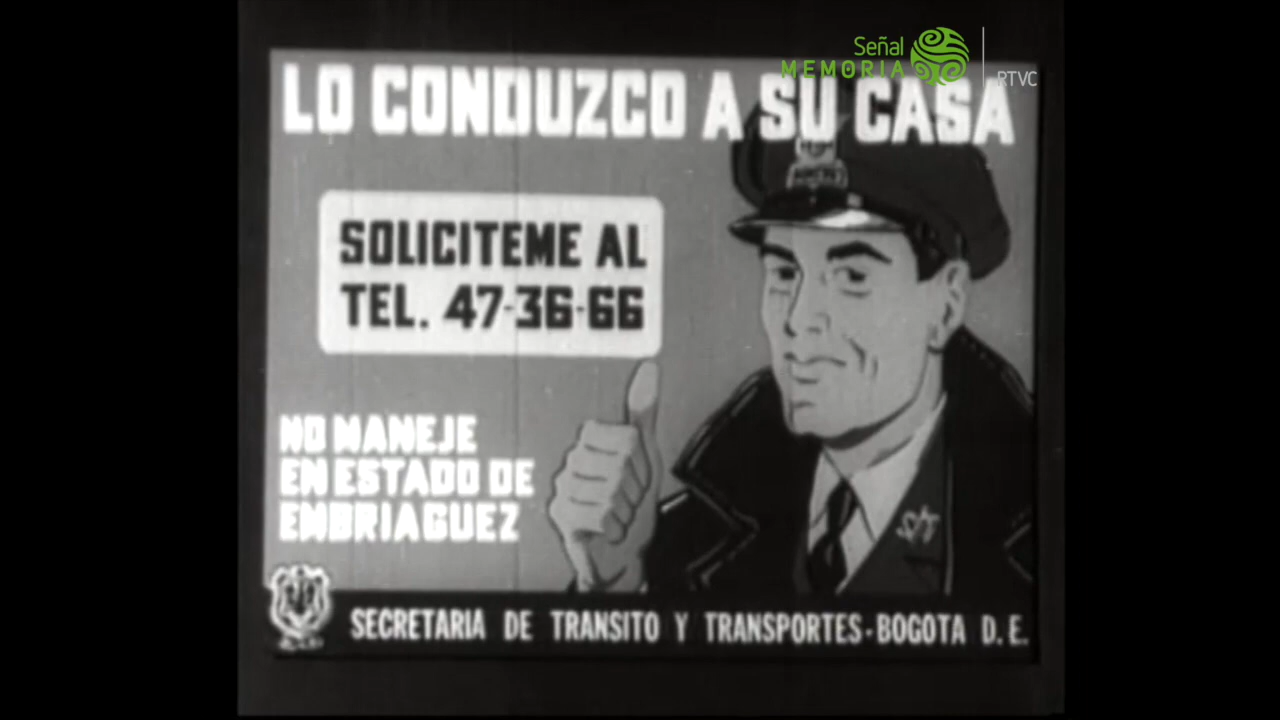 Señal
MEMORIA
RTVC
LO CONDUZCO A SU CASA
SOLICITEME AL
TEL. 47-36-66
NO MANEJE
EN ESTADO DE
EMBRIAGUEZ
SECRETARIA DE TRANSITO Y TRANSPORTES-BOGOTA D.E.